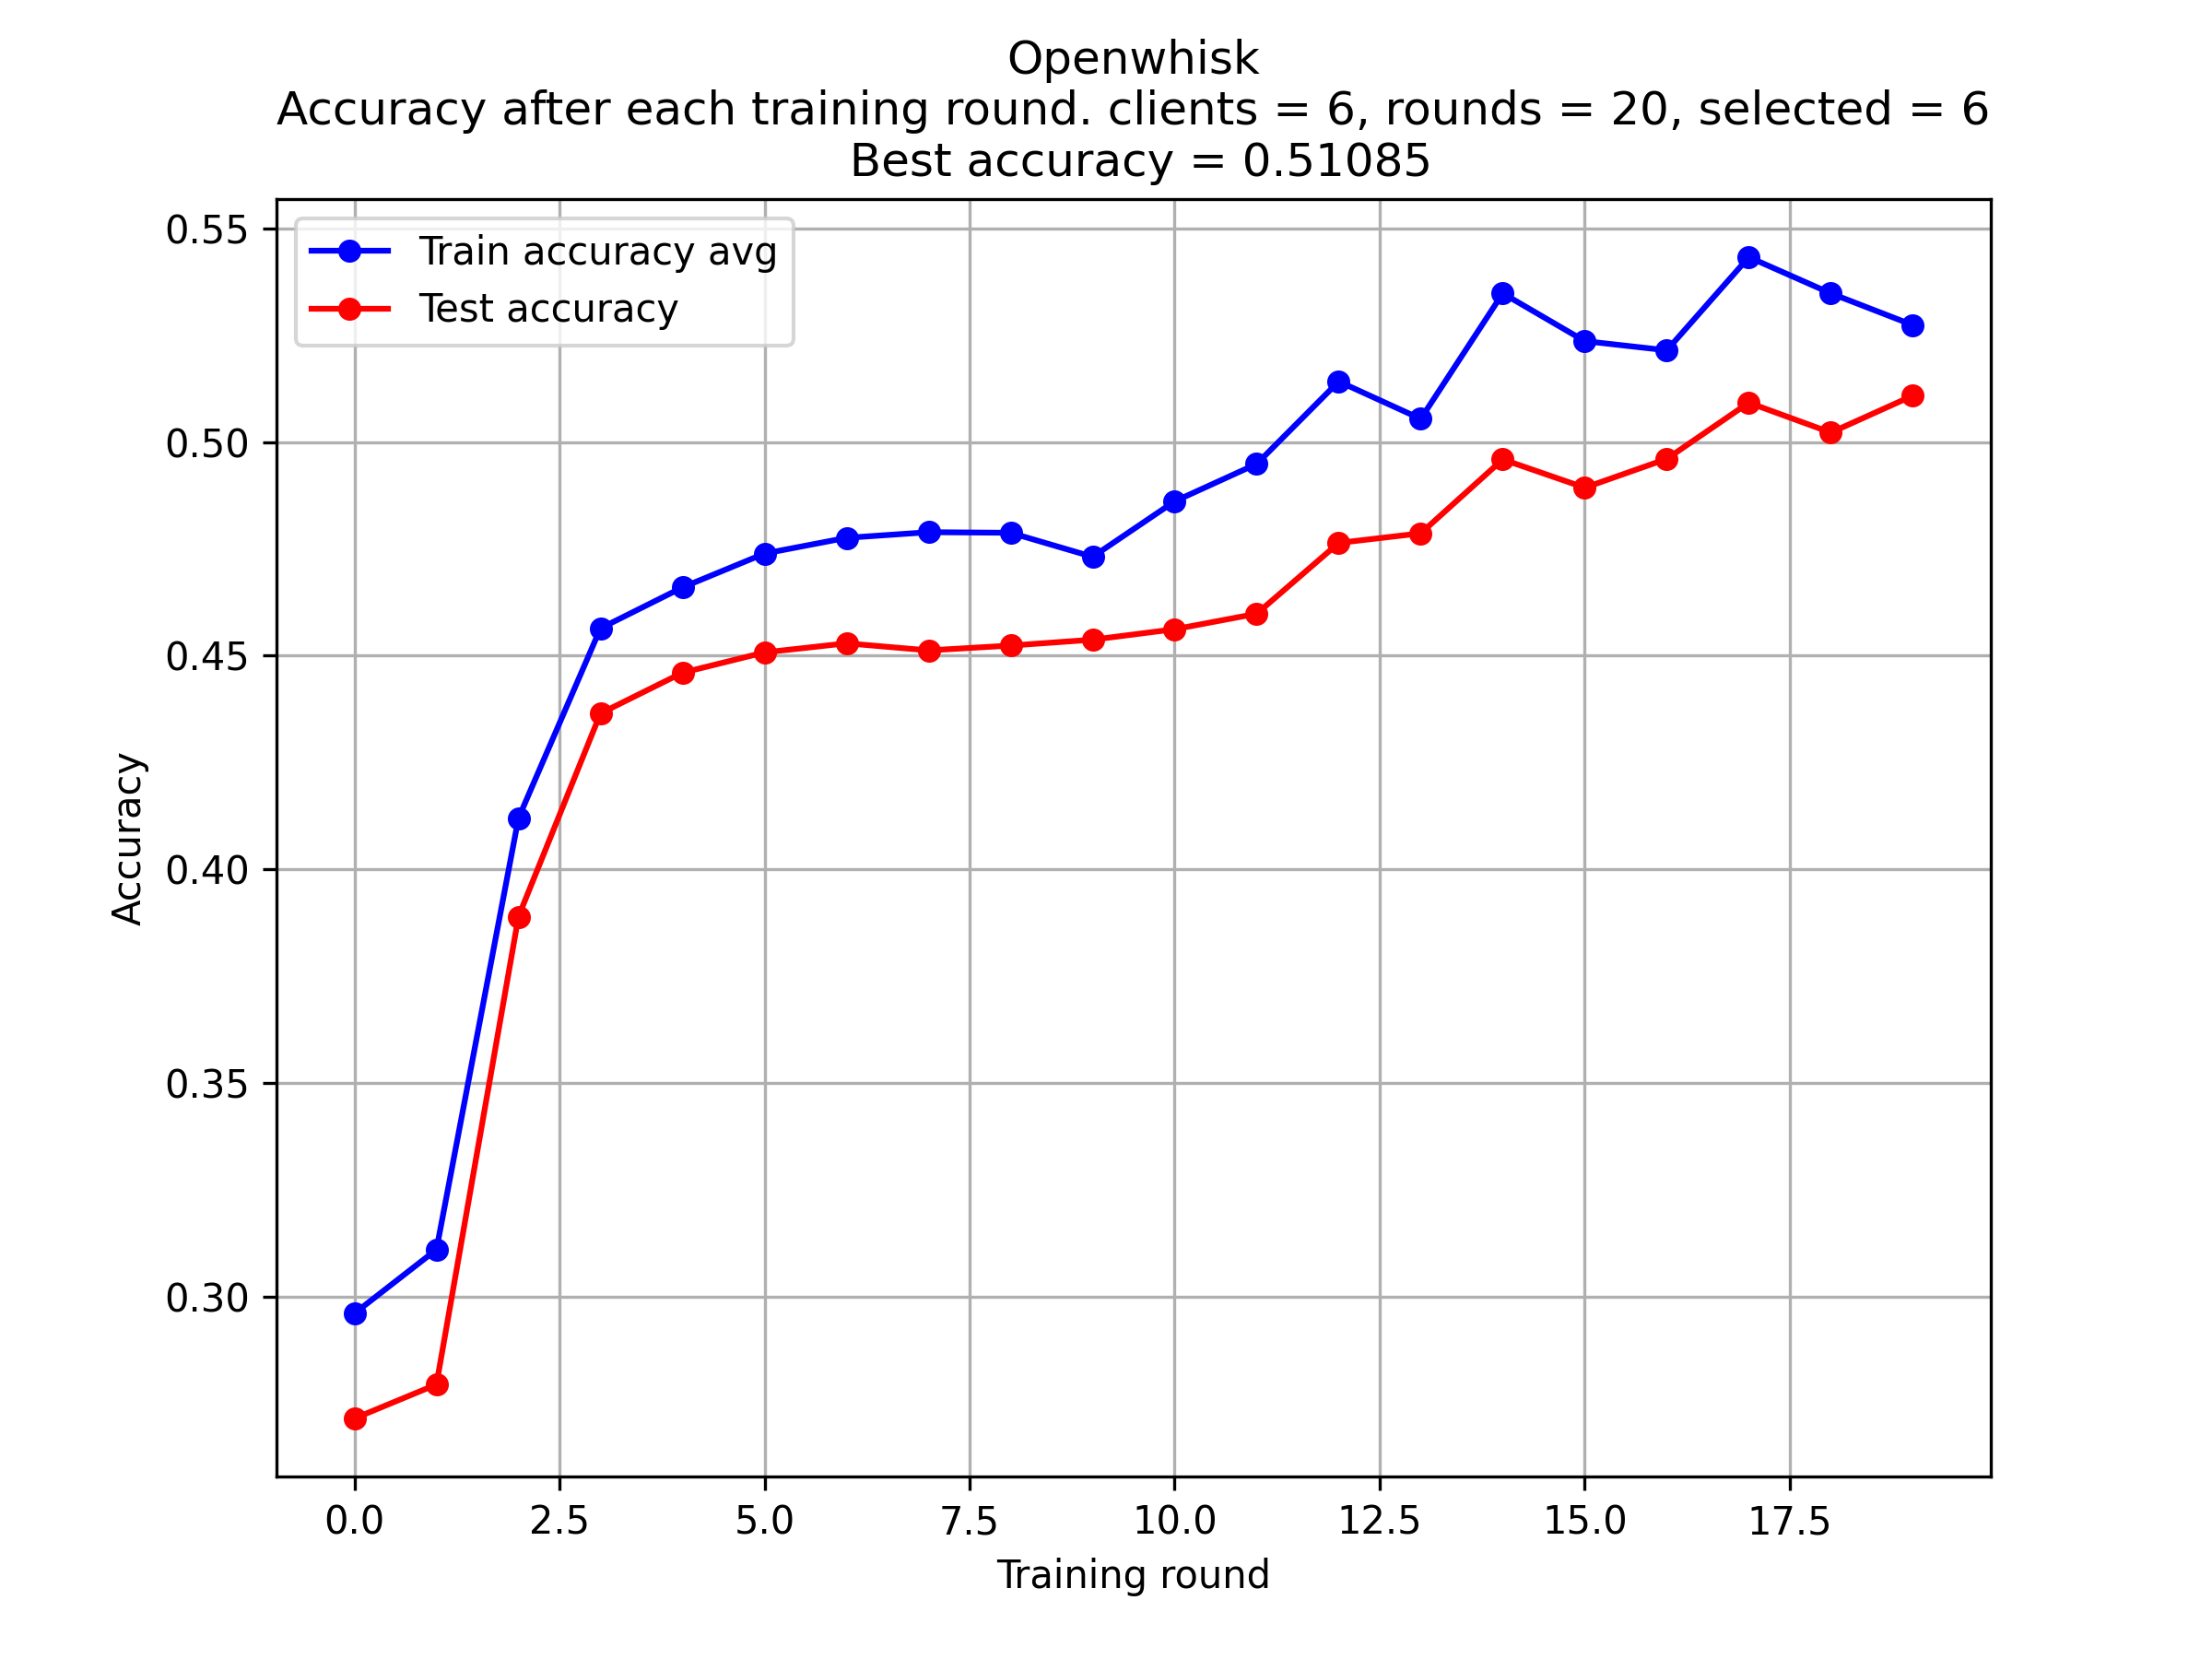 Openwhisk
Accuracy after each training round. clients = 6, rounds = 20, selected = 6
Best accuracy = 0.51085
Train accuracy avg
Test accuracy
0.55
0.50
0.45
0.40
0.35
0.30
Accuracy
0.0 2.5 5.0 7.5 10.0 12.5 15.0 17.5
Training round